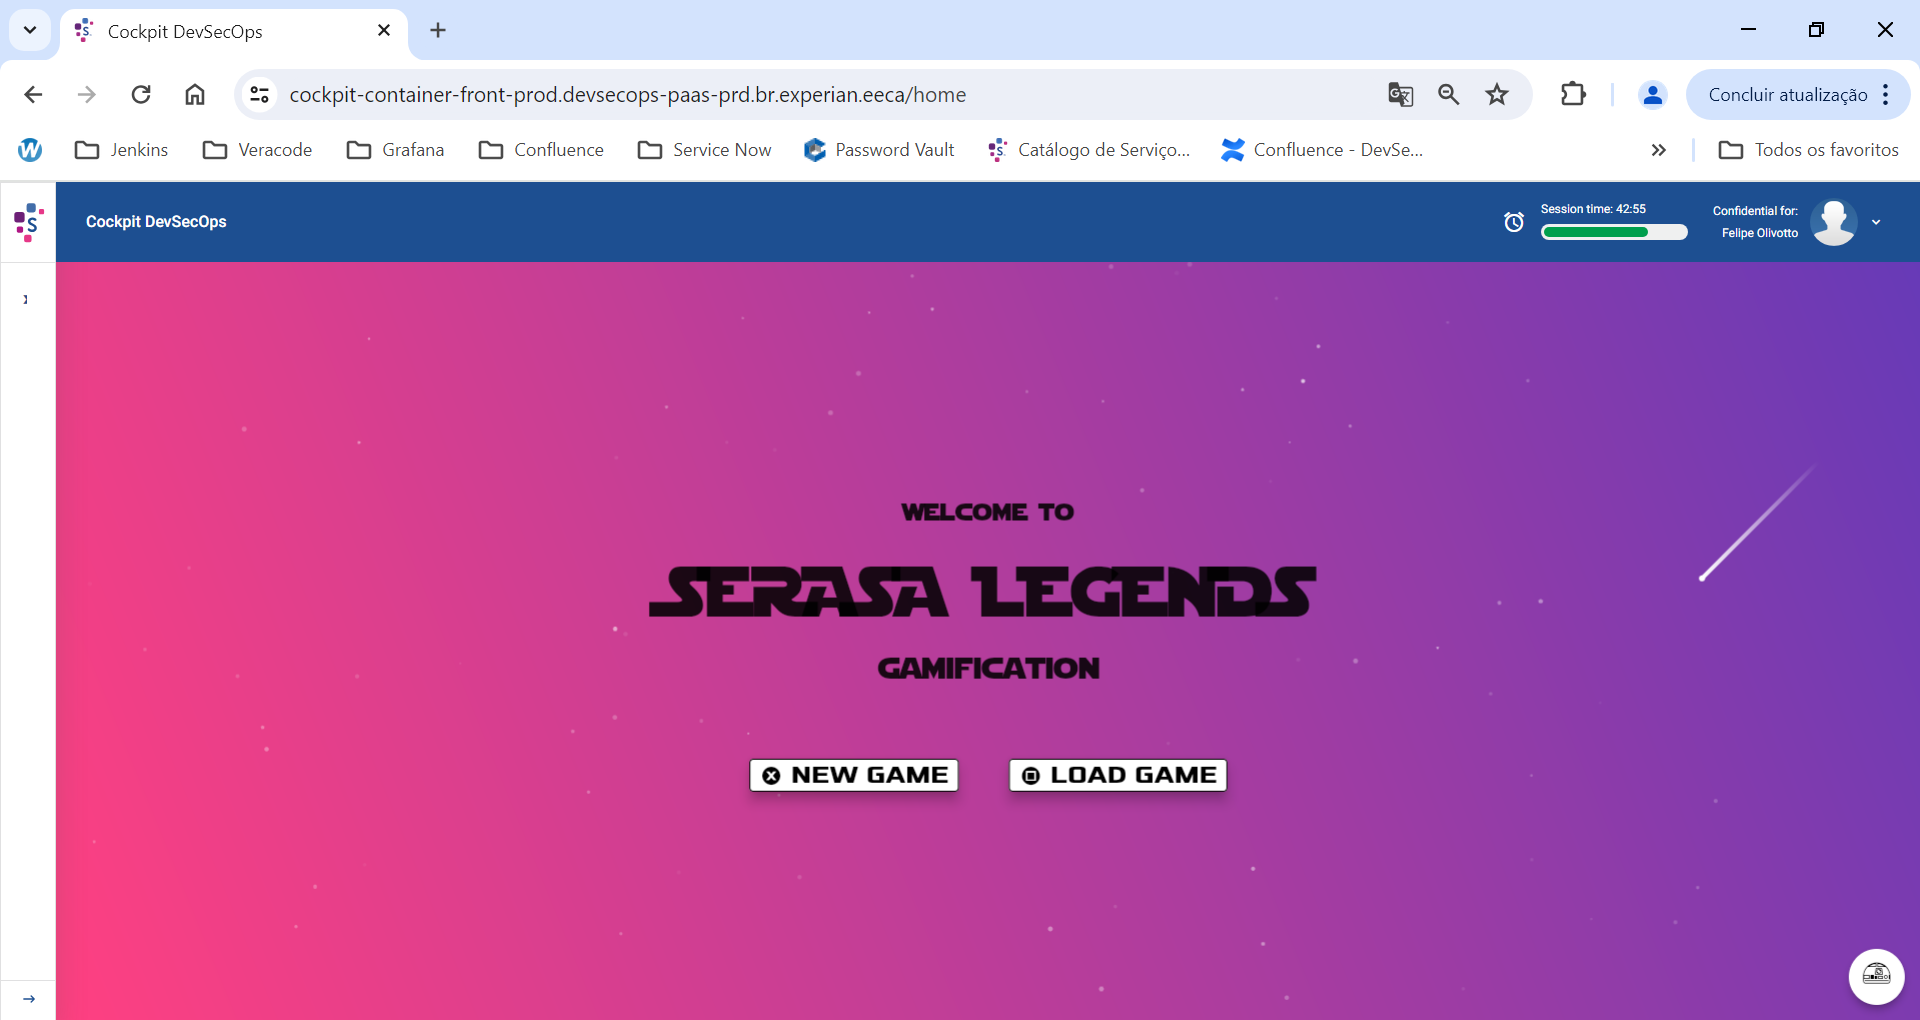 Cockpit DevSecOps
cockpit-container-front-prod.devsecops-paas-prd.br.experian.eeca/home
Concluir atualização
Jenkins
Veracode
Grafana
Confluence
Service Now
Password Vault
Catálogo de Serviço...
Confluence - DevSe...
Todos os favoritos
Cockpit DevSecOps
Session time: 42:55
Confidential for:
Felipe Olivotto
WELCOME TO
SERASA LEGENDS
GAMIFICATION
NEW GAME
LOAD GAME